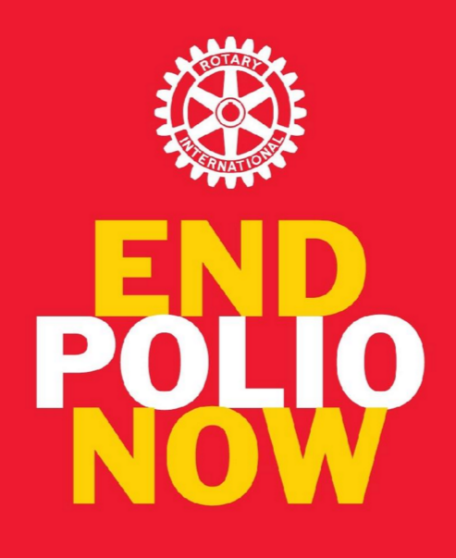 ROTARY
INTERNATIONAL
END
POLIO
NOW